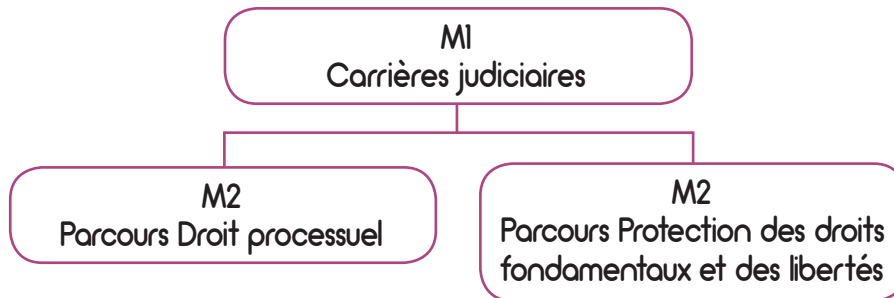 M1
Carrières judiciaires
M2
Parcours Droit processuel
M2
Parcours Protection des droits
fondamentaux et des libertés